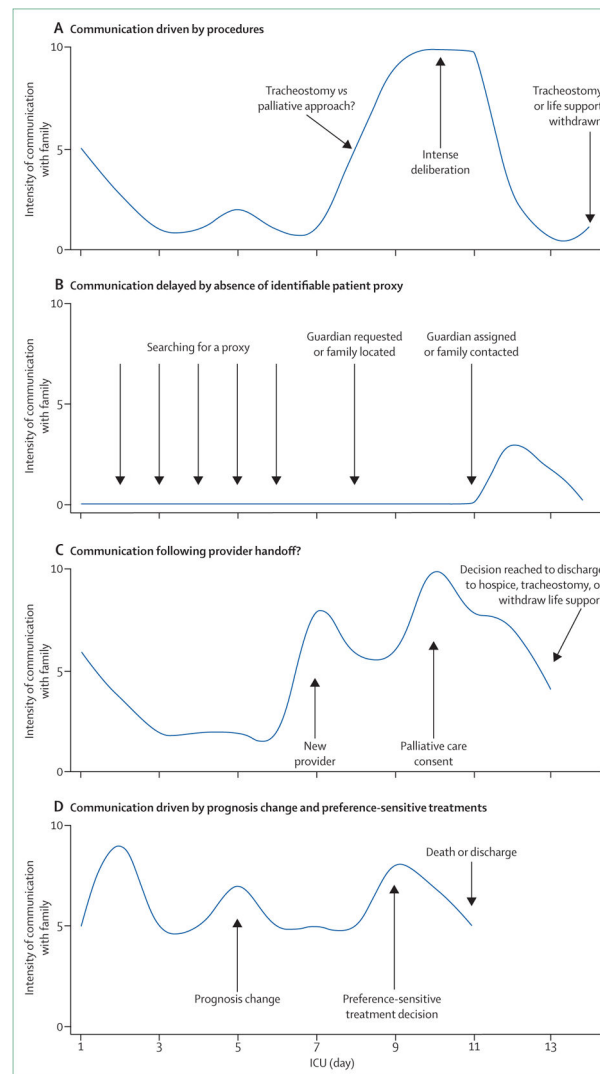 A Communication driven by procedures
10
5
0
Intensity of communication
with family
Tracheostomy vs
palliative approach?
Intense
deliberation
Tracheostomy
or life support
withdrawn
B Communication delayed by absence of identifiable patient proxy
10
5
0
Intensity of communication
with family
Searching for a proxy
Guardian requested
or family located
Guardian assigned
or family contacted
C Communication following provider handoff?
10
5
0
Intensity of communication
with family
New
provider
Palliative care
consent
Decision reached to discharge
to hospice, tracheostomy, o
withdraw life support
D Communication driven by prognosis change and preference-sensitive treatments
10
5
0
Intensity of communication
with family
Prognosis change
Preference-sensitive
treatment decision
Death or discharge
1 3 5 7 9 11 13
ICU (day)